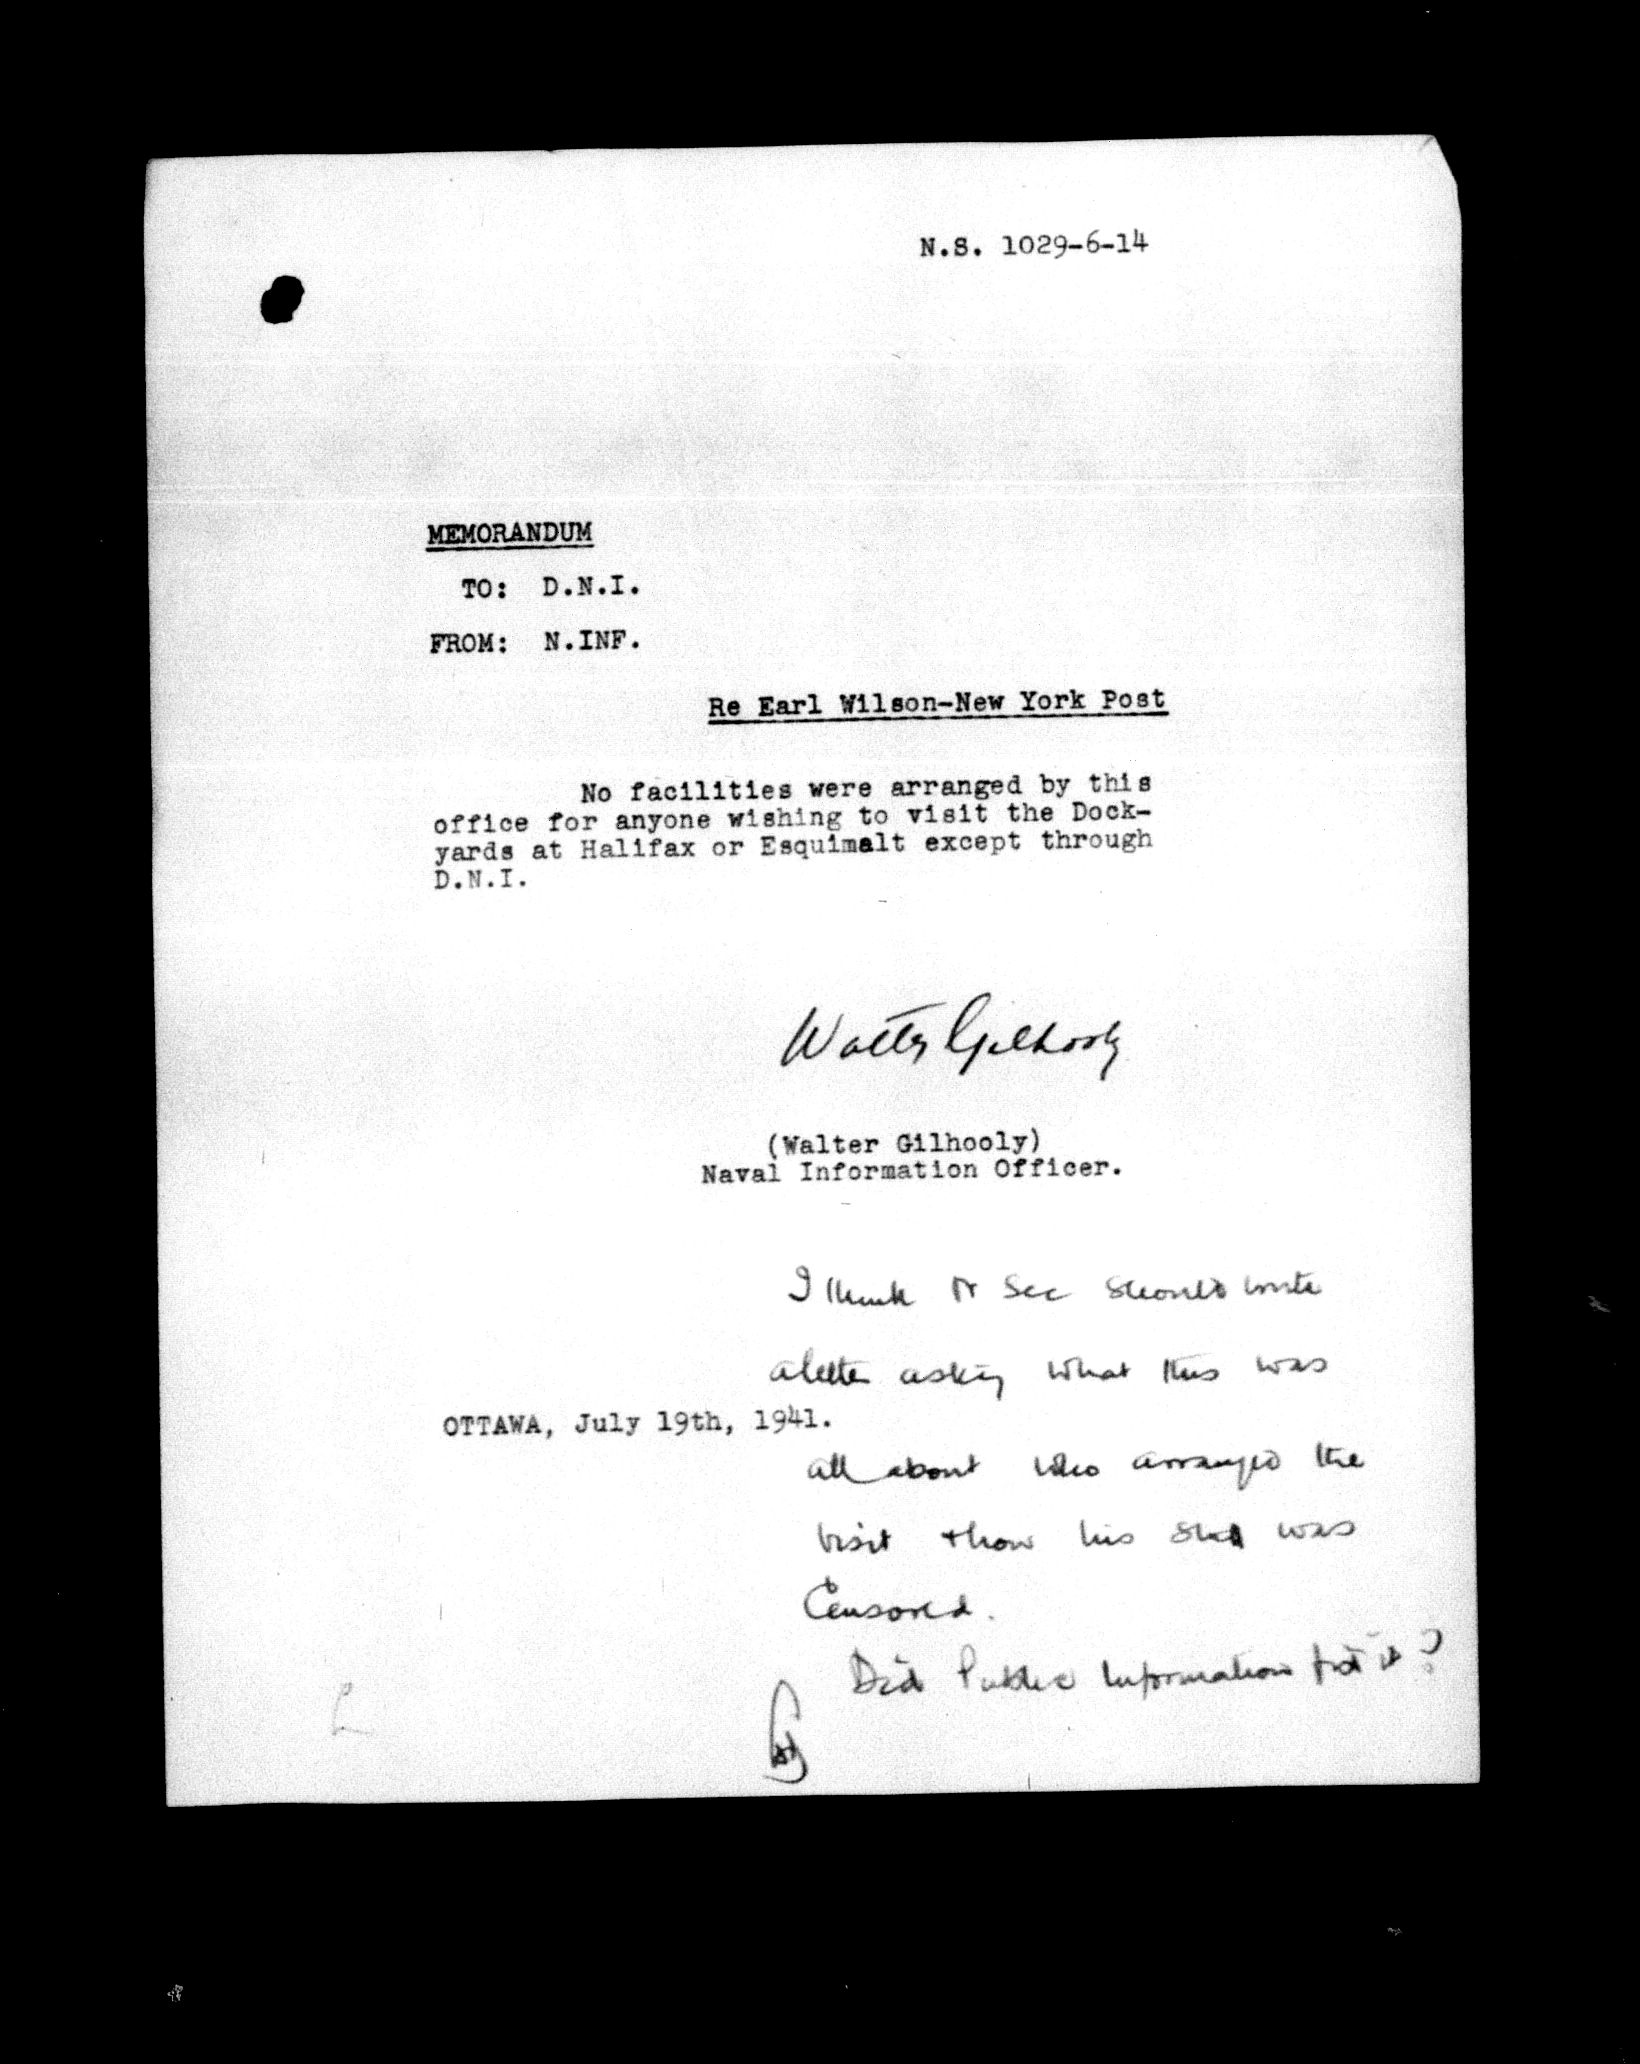 N.S. 1029-6-14
MEMORANDUM
TO: D.N.I.
FROM: N.INF.
Re Earl Wilson-New York Post
No facilities were arranged by this
office for anyone wishing to visit the Dock-
yards at Halifax or Esquimalt except through
D.N.I.
Walter Gilhooly
(Walter Gilhooly)
Naval Information Officer.
I think N Sec should write
a letter asking what this was
OTTAWA, July 19th, 1941.
all about who arranged the
visit + how his was
Censored.
Did Public Information it?